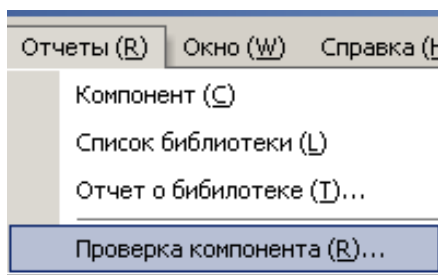 Отчеты (R) Окно (W) Справка (H
Компонент (C)
Список библиотеки (L)
Отчет о бибилотеке (T)...
Проверка компонента (R)...